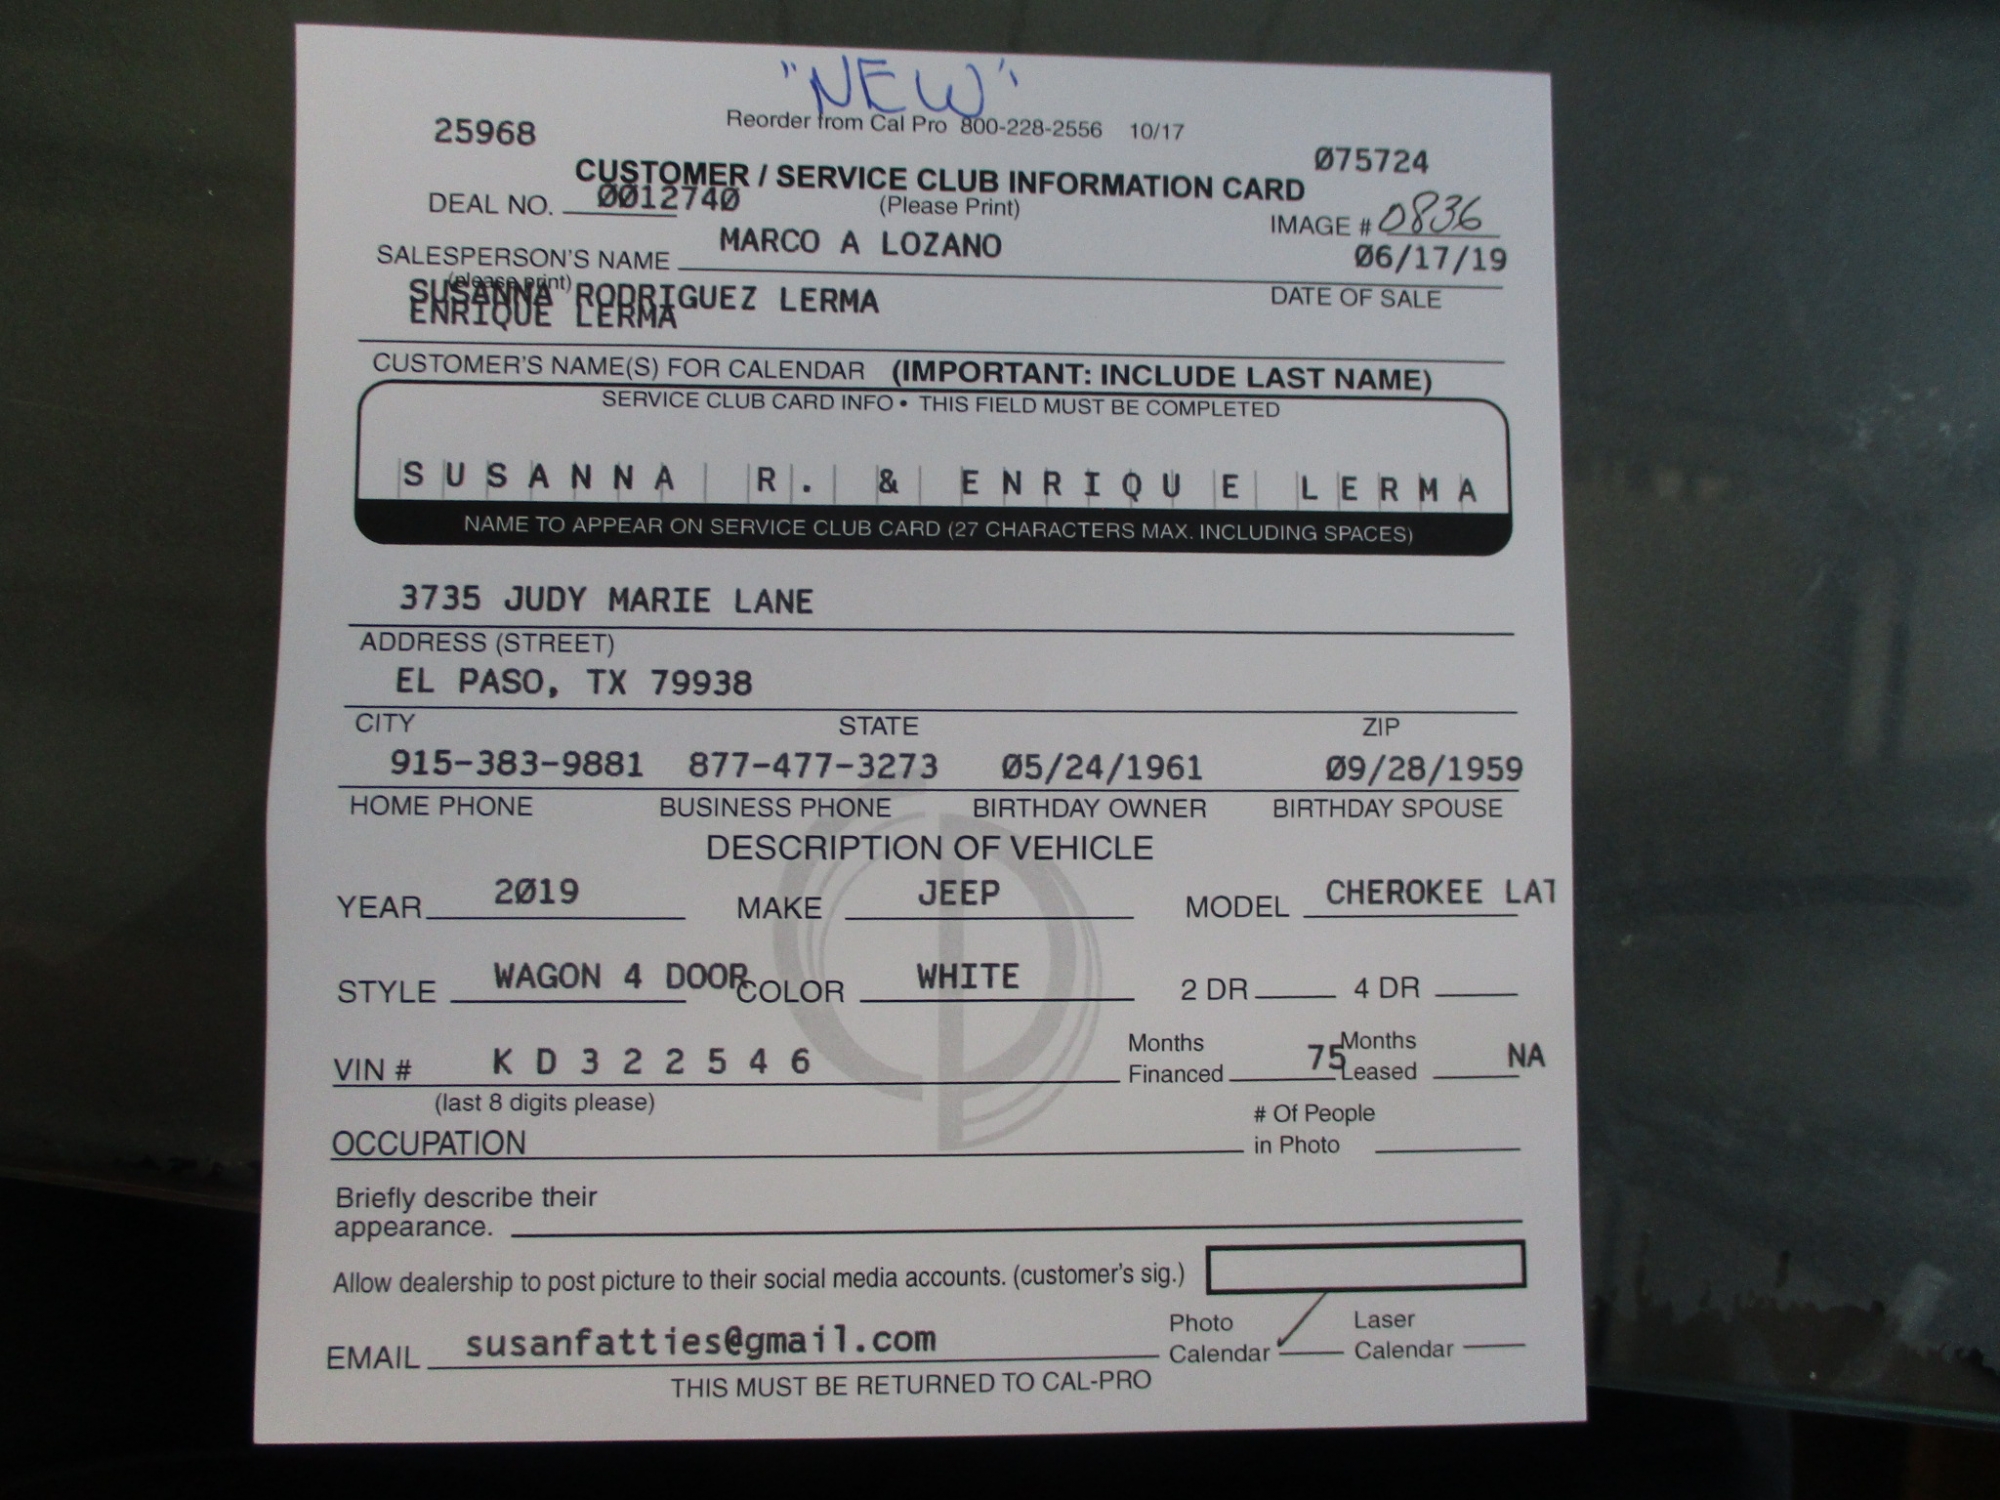 "NEW"
Reorder from Cal Pro 800-228-2556 10/17
25968
Ø75724
CUSTOMER / SERVICE CLUB INFORMATION CARD
DEAL NO. ØØ1274Ø
(Please Print)
IMAGE # 0836
SALESPERSON'S NAME MARCO A LOZANO
Ø6/17/19
(please print)
DATE OF SALE
SUSANNA RODRIGUEZ LERMA
ENRIQUE LERMA
CUSTOMER'S NAME(S) FOR CALENDAR (IMPORTANT: INCLUDE LAST NAME)
SERVICE CLUB CARD INFO • THIS FIELD MUST BE COMPLETED
SUSANNA R. & ENRIQUE LERMA
NAME TO APPEAR ON SERVICE CLUB CARD (27 CHARACTERS MAX. INCLUDING SPACES)
3735 JUDY MARIE LANE
ADDRESS (STREET)
EL PASO, TX 79938
CITY STATE ZIP
915-383-9881 877-477-3273 Ø5/24/1961 Ø9/28/1959
HOME PHONE BUSINESS PHONE BIRTHDAY OWNER BIRTHDAY SPOUSE
DESCRIPTION OF VEHICLE
YEAR 2Ø19 MAKE JEEP MODEL CHEROKEE LAT
STYLE WAGON 4 DOOR COLOR WHITE 2 DR 4 DR
VIN # K D 3 2 2 5 4 6 Months Financed 75 Months Leased NA
(last 8 digits please)
OCCUPATION # Of People in Photo
Briefly describe their
appearance.
Allow dealership to post picture to their social media accounts. (customer's sig.)
EMAIL susanfatties@gmail.com Photo Calendar ✓ Laser Calendar
THIS MUST BE RETURNED TO CAL-PRO